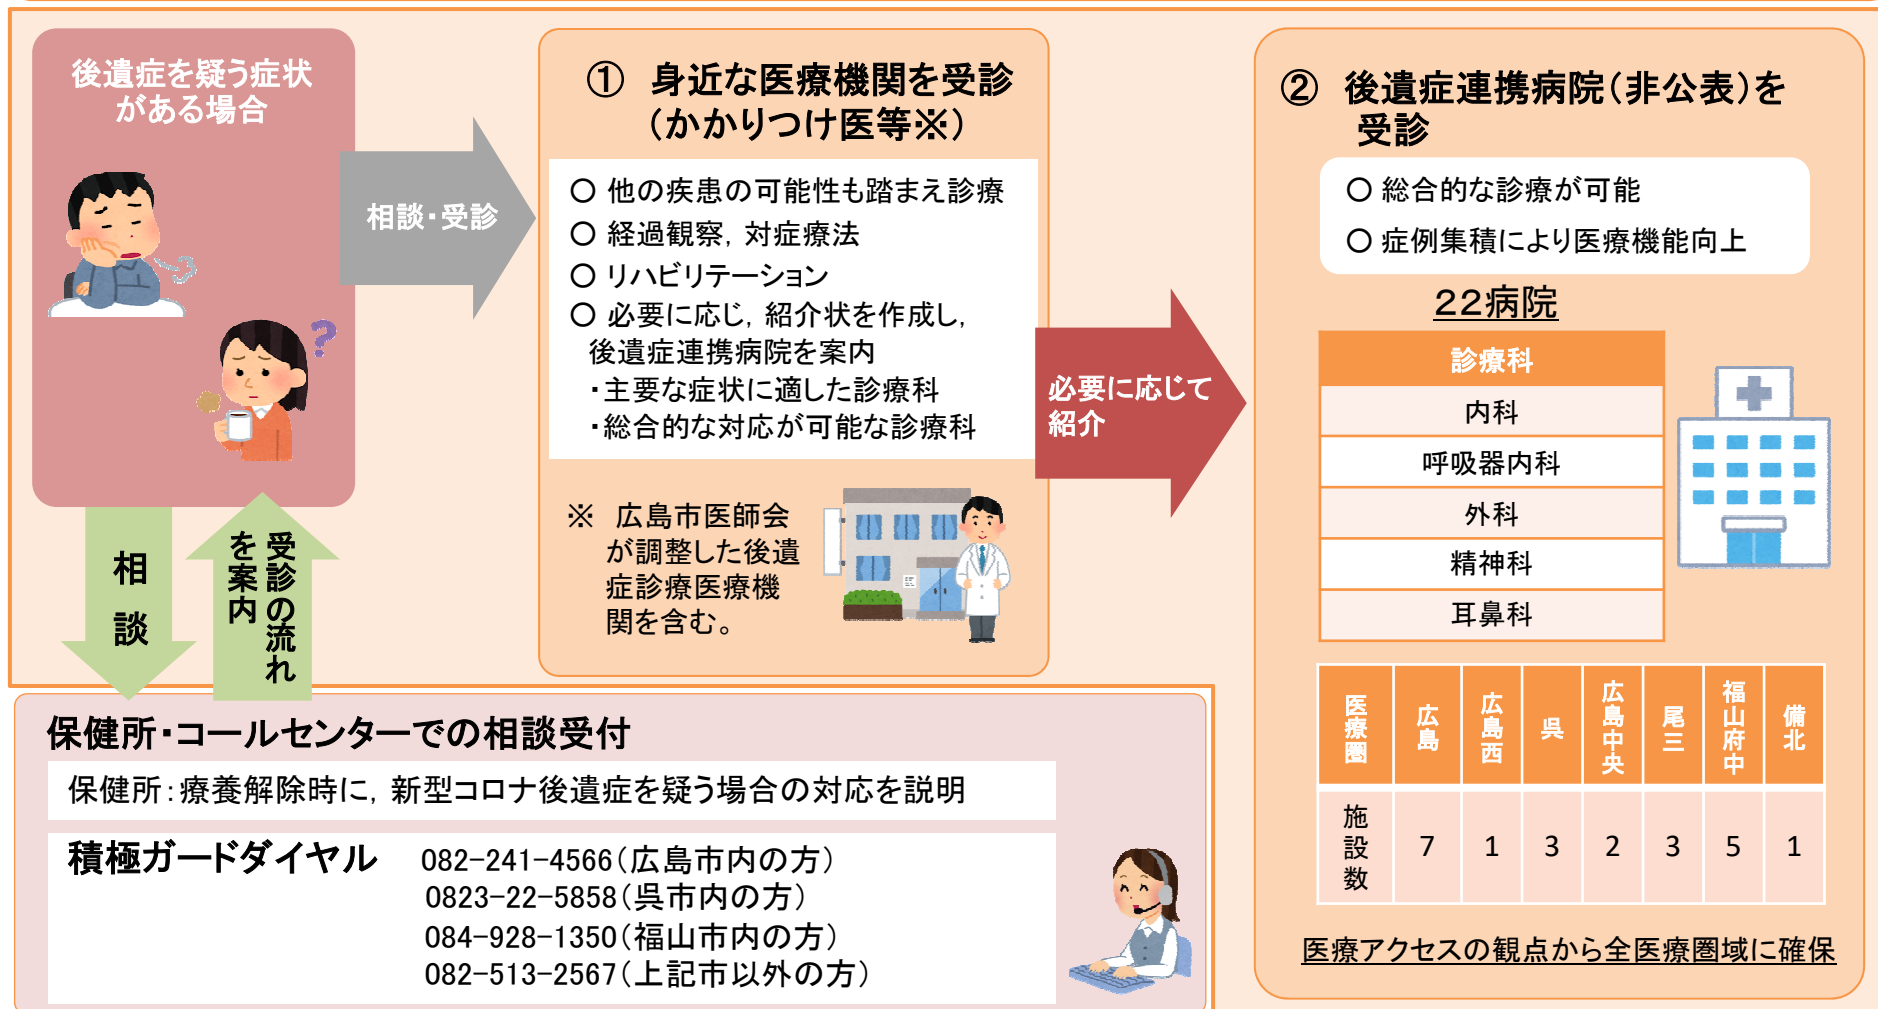 後遺症を疑う症状
がある場合
相談・受診
① 身近な医療機関を受診
（かかりつけ医等※）
〇 他の疾患の可能性も踏まえ診療
〇 経過観察，対症療法
〇 リハビリテーション
〇 必要に応じ，紹介状を作成し，
後遺症連携病院を案内
・主要な症状に適した診療科
・総合的な対応が可能な診療科
※ 広島市医師会
が調整した後遺
症診療医療機
関を含む。
必要に応じて
紹介
② 後遺症連携病院（非公表）を
受診
〇 総合的な診療が可能
〇 症例集積により医療機能向上
２２病院
診療科
内科
呼吸器内科
外科
精神科
耳鼻科
医療圏 広島 広島西 呉 広島中央 尾三 福山府中 備北
施設数 7 1 3 2 3 5 1
医療アクセスの観点から全医療圏域に確保
相談
受診の流れ
を案内
保健所・コールセンターでの相談受付
保健所：療養解除時に，新型コロナ後遺症を疑う場合の対応を説明
積極ガードダイヤル 082-241-4566（広島市内の方）
0823-22-5858（呉市内の方）
084-928-1350（福山市内の方）
082-513-2567（上記市以外の方）